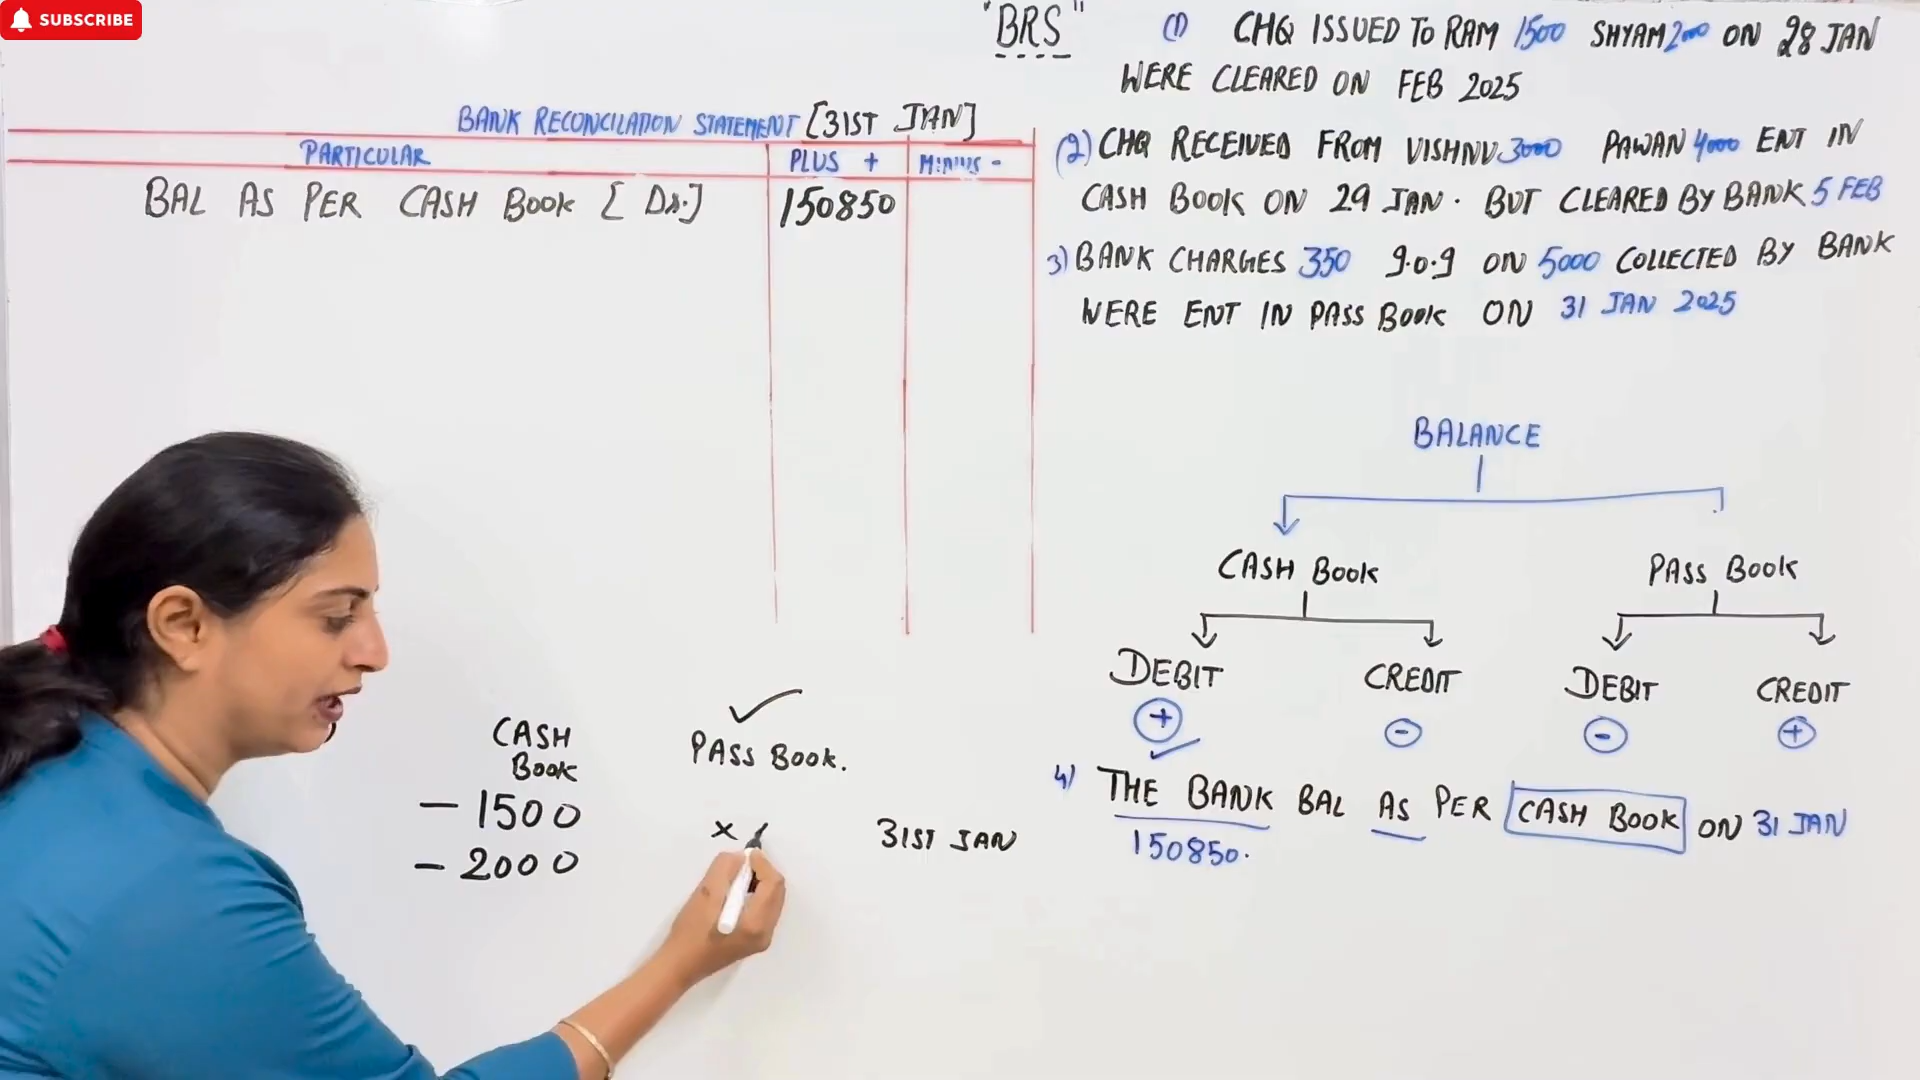 SUBSCRIBE
"BRS"
(1) CHQ ISSUED TO RAM 1500 SHYAM 2000 ON 28 JAN
WERE CLEARED ON FEB 2025
(2) CHQ RECEIVED FROM VISHNU 3000 PAWAN 4000 ENT IN
CASH BOOK ON 29 JAN. BUT CLEARED BY BANK 5 FEB
3) BANK CHARGES 350 g.o.g ON 5000 COLLECTED BY BANK
WERE ENT IN PASS BOOK ON 31 JAN 2025
BANK RECONCILATION STATEMENT [31ST JAN]
PARTICULAR PLUS + MINUS -
BAL AS PER CASH BOOK [Dr.] 150850
BALANCE
CASH BOOK PASS BOOK
DEBIT CREDIT DEBIT CREDIT
+ - - +
4) THE BANK BAL AS PER CASH BOOK ON 31 JAN
150850.
CASH
BOOK
PASS BOOK.
- 1500
- 2000
31ST JAN